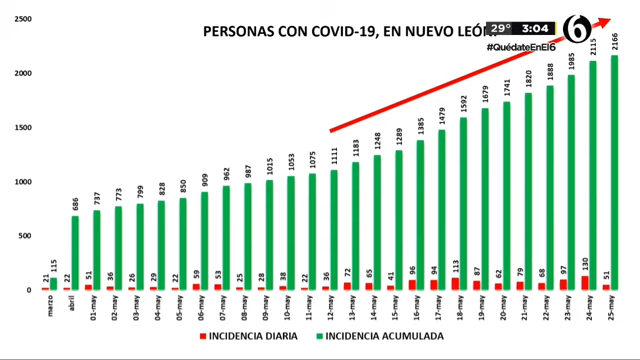 PERSONAS CON COVID-19, EN NUEVO LEÓN.
29° 3:04 6
#QuédateEnEl6
2500
2000
1500
1000
500
0
21 22 51 36 26 29 22 59 53 25 28 38 22 36 72 65 41 96 94 113 87 62 79 68 97 130 51
115 686 737 773 799 828 850 909 962 987 1015 1053 1075 1111 1183 1248 1289 1385 1479 1592 1679 1741 1820 1888 1985 2115 2166
marzo abril 01-may 02-may 03-may 04-may 05-may 06-may 07-may 08-may 09-may 10-may 11-may 12-may 13-may 14-may 15-may 16-may 17-may 18-may 19-may 20-may 21-may 22-may 23-may 24-may 25-may
INCIDENCIA DIARIA INCIDENCIA ACUMULADA